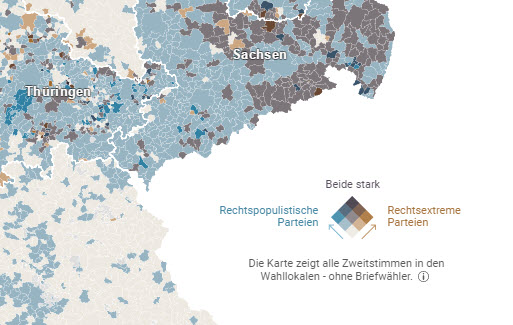 Sachsen
Thüringen
Beide stark
Rechtspopulistische
Parteien
Rechtsextreme
Parteien
Die Karte zeigt alle Zweitstimmen in den
Wahllokalen - ohne Briefwähler. ⓘ